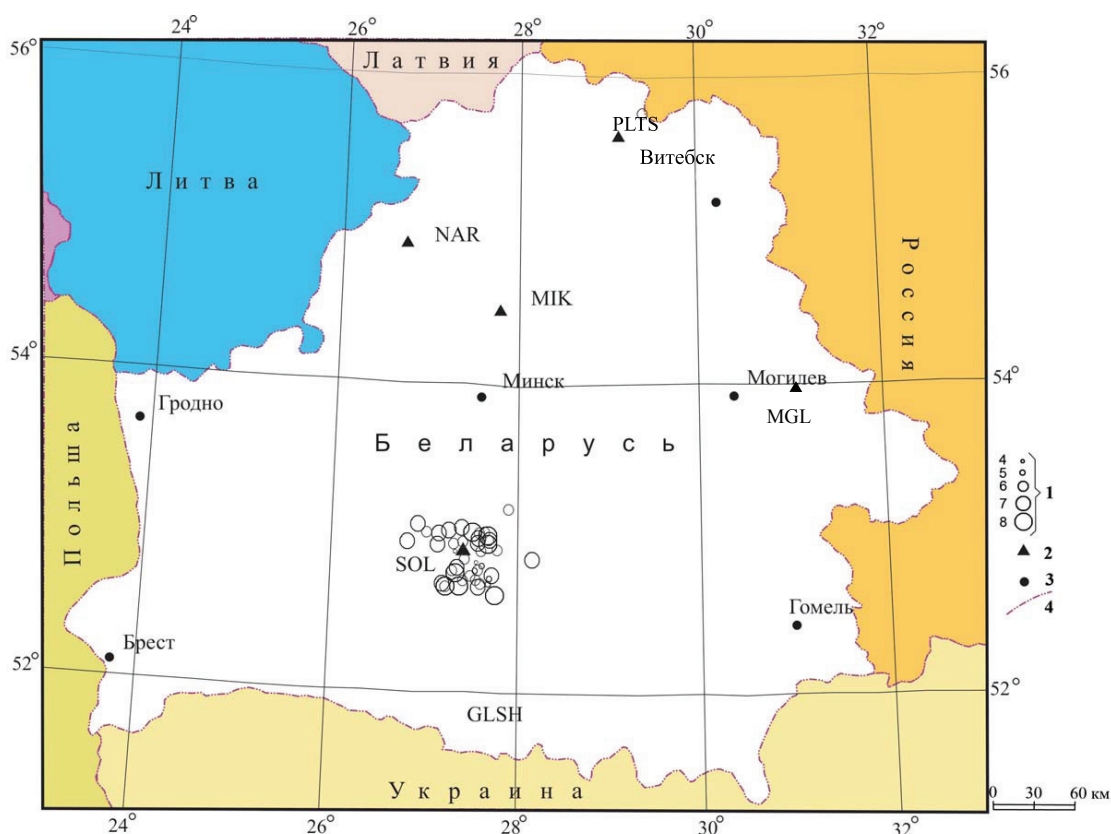 24° 28° 30° 32°
56°
Латвия
56
PLTS
Витебск
Литва
NAR
Россия
MIK
54°
54°
Минск
Могилев
Гродно
MGL
Беларусь
Польша
4
5
6
7
8
1
SOL
2
3
Гомель
4
Брест
52°
52°
GLSH
Украина
0 30 60 км
24° 26° 28° 30° 32°